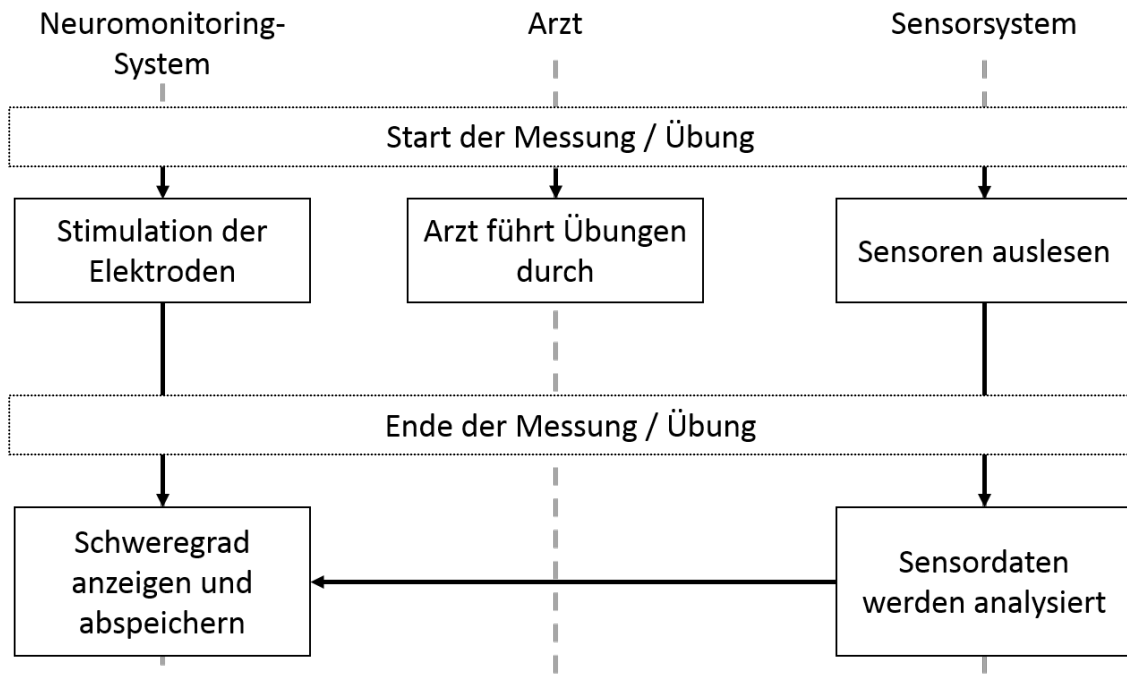 Neuromonitoring-
System
Arzt
Sensorsystem
Start der Messung / Übung
Stimulation der
Elektroden
Arzt führt Übungen
durch
Sensoren auslesen
Ende der Messung / Übung
Schweregrad
anzeigen und
abspeichern
Sensordaten
werden analysiert